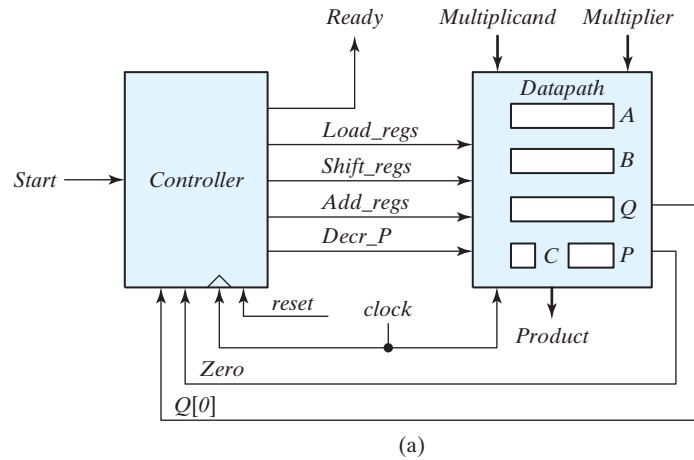 Ready
Multiplicand
Multiplier
Datapath
A
Load_regs
B
Start
Controller
Shift_regs
Add_regs
Q
Decr_P
C
P
reset
clock
Product
Zero
Q[0]
(a)